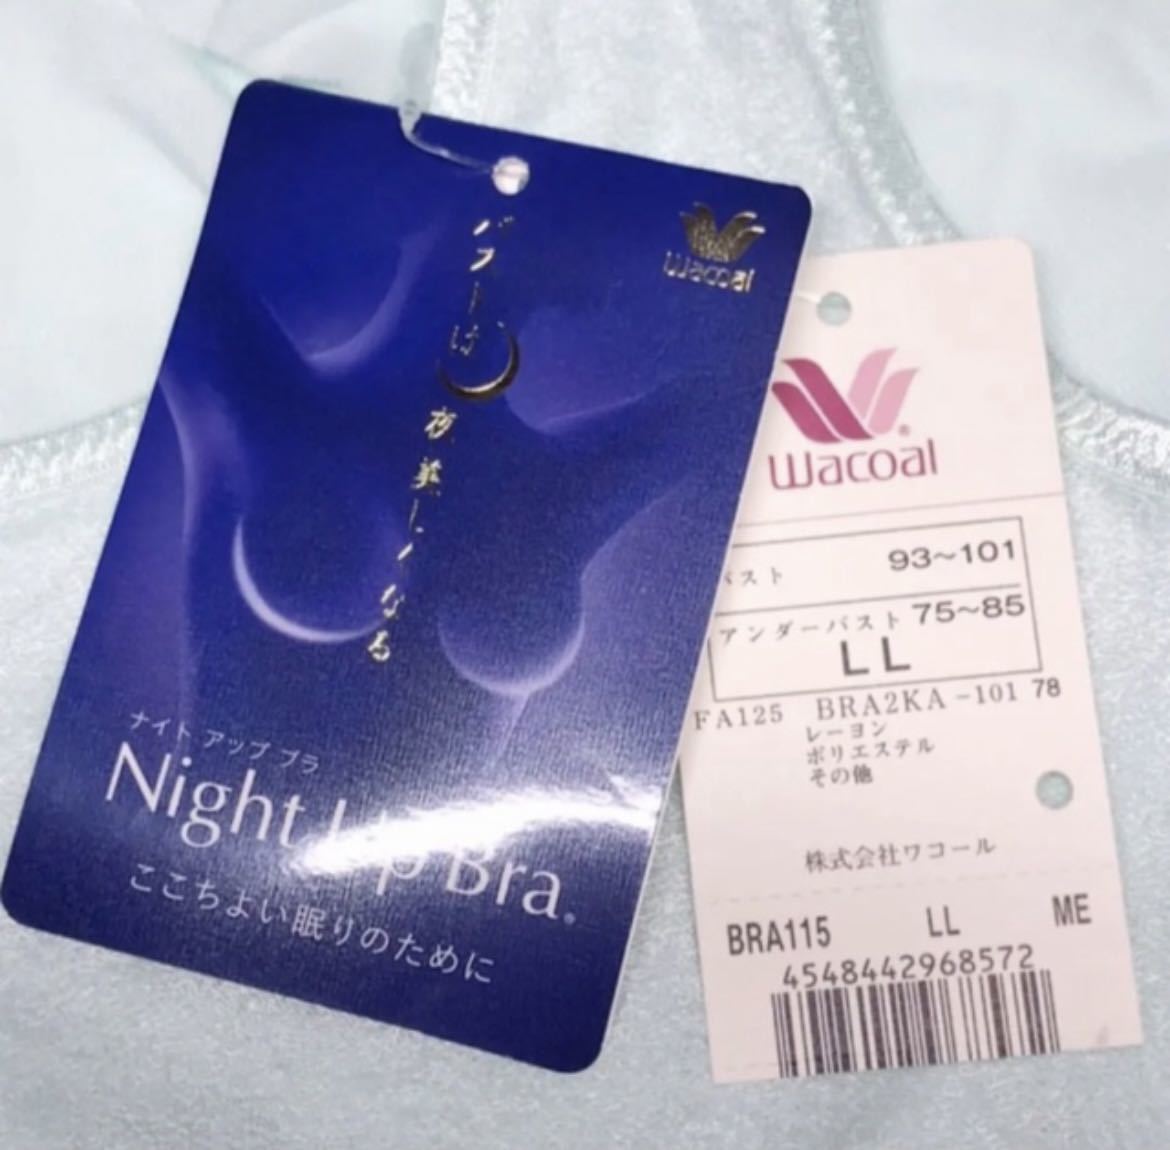 バストは夜、美しくなる
Wacoal
ナイト アップ ブラ
Night Up Bra®
ここちよい眠りのために
Wacoal®
バスト 93〜101
アンダーバスト 75〜85
LL
FA125 BRA2KA-101 78
レーヨン
ポリエステル
その他
株式会社ワコール
BRA115 LL ME
4548442968572